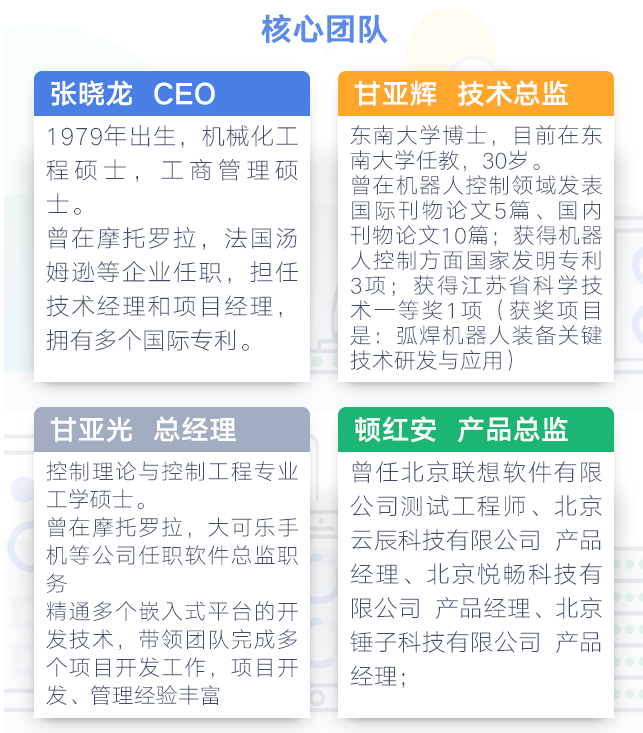 核心团队
张晓龙 CEO
1979年出生，机械化工
程硕士，工商管理硕
士。
曾在摩托罗拉，法国汤
姆逊等企业任职，担任
技术经理和项目经理，
拥有多个国际专利。
甘亚辉 技术总监
东南大学博士，目前在东
南大学任教，30岁。
曾在机器人控制领域发表
国际刊物论文5篇、国内
刊物论文10篇；获得机器
人控制方面国家发明专利
3项；获得江苏省科学技
术一等奖1项（获奖项目
是：弧焊机器人装备关键
技术研发与应用）
甘亚光 总经理
控制理论与控制工程专业
工学硕士。
曾在摩托罗拉，大可乐手
机等公司任职软件总监职
务
精通多个嵌入式平台的开
发技术，带领团队完成多
个项目开发工作，项目开
发、管理经验丰富
顿红安 产品总监
曾任北京联想软件有限
公司测试工程师、北京
云辰科技有限公司 产品
经理、北京悦畅科技有
限公司 产品经理、北京
锤子科技有限公司 产品
经理；